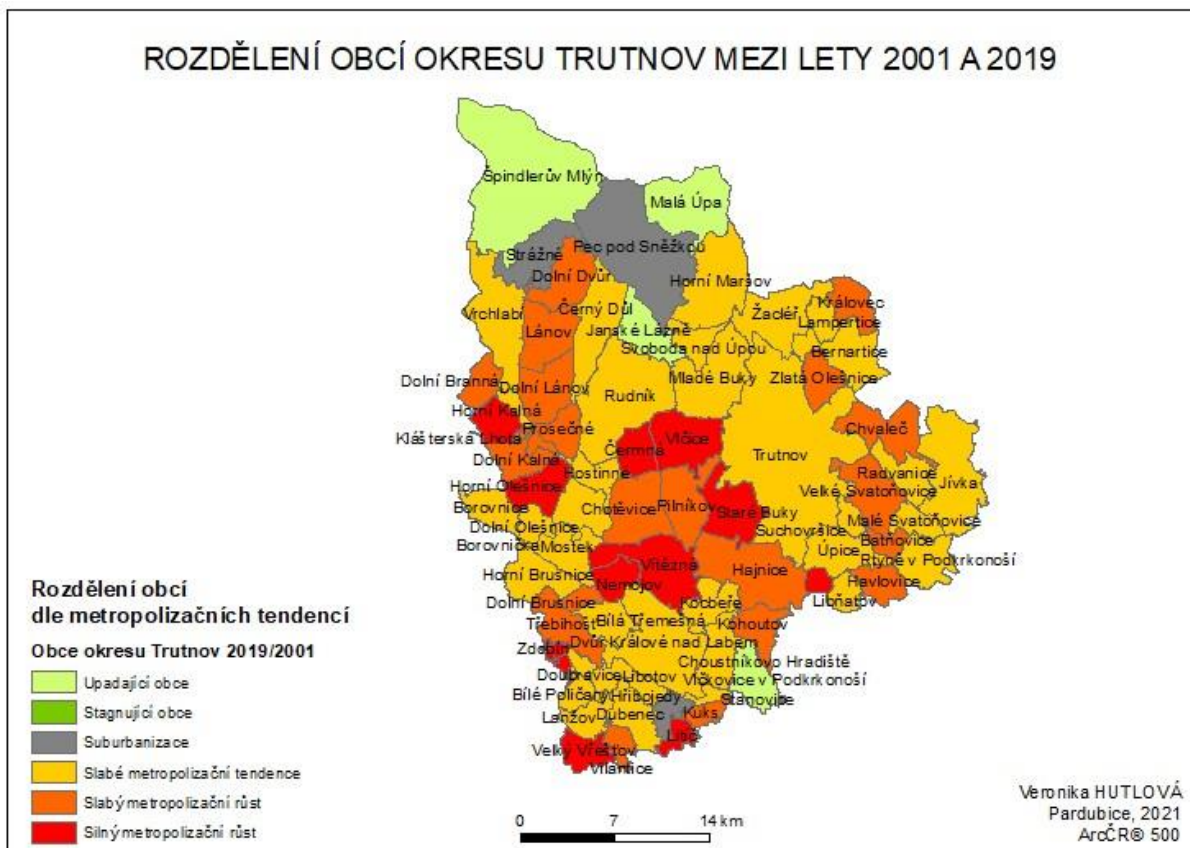 ROZDĚLENÍ OBCÍ OKRESU TRUTNOV MEZI LETY 2001 A 2019
Špindlerův Mlýn
Malá Úpa
Pec pod Sněžkou
Strážné
Dolní Dvůr
Horní Maršov
Černý Důl
Královec
Vrchlabí
Žacléř
Lampertice
Lánov
Janské Lázně
Svoboda nad Úpou
Bernartice
Mladé Buky
Zlatá Olešnice
Dolní Branná
Dolní Lánov
Rudník
Horní Kalná
Prosečné
Klášterská Lhota
Vlčice
Chvaleč
Čermná
Dolní Kalná
Trutnov
Hostinné
Radvanice
Jívka
Horní Olešnice
Velké Svatoňovice
Borovnice
Chotěvice
Pilníkov
Staré Buky
Malé Svatoňovice
Dolní Olešnice
Suchovršice
Batňovice
Borovnička
Mostek
Úpice
Rtyně v Podkrkonoší
Vítězná
Hajnice
Horní Brusnice
Nemojov
Havlovice
Dolní Brusnice
Kocbeře
Libňatov
Třebihošť
Bílá Třemešná
Kohoutov
Zdobín
Dvůr Králové nad Labem
Choustníkovo Hradiště
Doubravice
Libotov
Vlčkovice v Podkrkonoší
Bílé Poličany
Hřibojedy
Stanovice
Lanžov
Dubenec
Kuks
Velký Vřešťov
Vilantice
Rozdělení obcí
dle metropolizačních tendencí
Obce okresu Trutnov 2019/2001
Upadající obce
Stagnující obce
Suburbanizace
Slabé metropolizační tendence
Slabý metropolizační růst
Silný metropolizační růst
0 7 14 km
Veronika HUTLOVÁ
Pardubice, 2021
ArcČR® 500